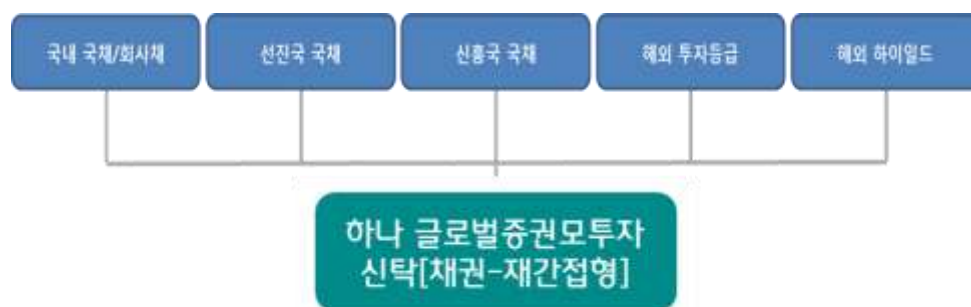 국내 국채/회사채
선진국 국채
신흥국 국채
해외 투자등급
해외 하이일드
하나 글로벌증권모투자
신탁[채권-재간접형]